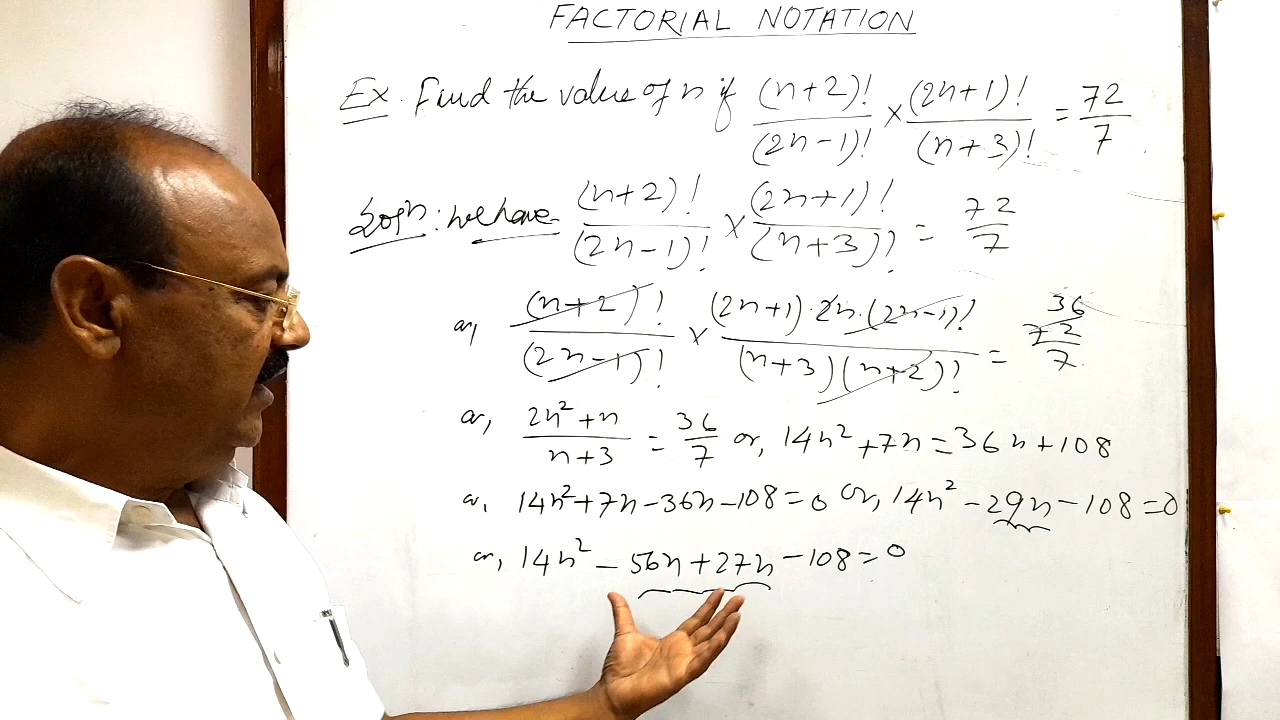 FACTORIAL NOTATION
Ex. Find the value of n if (n+2)!/(2n-1)! × (2n+1)!/(n+3)! = 72/7
Solⁿ: we have (n+2)!/(2n-1)! × (2n+1)!/(n+3)! = 72/7
or, (n+2)!/(2n-1)! × (2n+1)·2n·(2n-1)!/(n+3)(n+2)! = 36 72/7
or, 2n²+n/n+3 = 36/7 or, 14n²+7n=36n+108
or, 14n²+7n-36n-108=0 or, 14n²-29n-108=0
or, 14n²-56n+27n-108=0